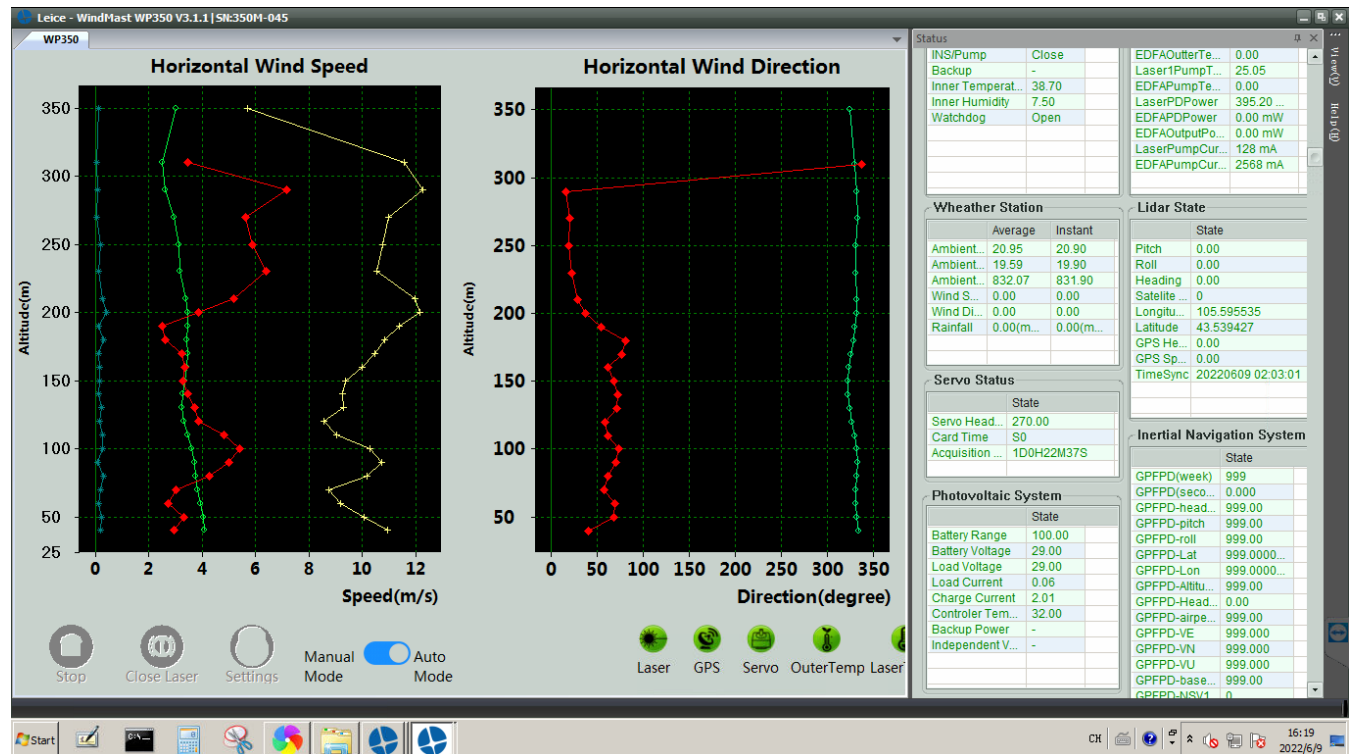 Leice - WindMast WP350 V3.1.1|SN:350M-045
WP350
Horizontal Wind Speed
350
300
250
200
150
100
50
25
Altitude(m)
0 2 4 6 8 10 12
Speed(m/s)
Horizontal Wind Direction
350
300
250
200
150
100
50
Altitude(m)
0 50 100 150 200 250 300 350
Direction(degree)
Stop
Close Laser
Settings
Manual Mode
Auto Mode
Laser
GPS
Servo
OuterTemp
Status
INS/Pump Close
Backup -
Inner Temperat... 38.70
Inner Humidity 7.50
Watchdog Open
EDFAOutterTe... 0.00
Laser1PumpT... 25.05
EDFAPumpTe... 0.00
LaserPDPower 395.20 ...
EDFAPDPower 0.00 mW
EDFAOutputPo... 0.00 mW
LaserPumpCur... 128 mA
EDFAPumpCur... 2568 mA
Wheather Station
Average Instant
Ambient... 20.95 20.90
Ambient... 19.59 19.90
Ambient... 832.07 831.90
Wind S... 0.00 0.00
Wind Di... 0.00 0.00
Rainfall 0.00(m... 0.00(m...
Lidar State
State
Pitch 0.00
Roll 0.00
Heading 0.00
Satelite ... 0
Longitu... 105.595535
Latitude 43.539427
GPS He... 0.00
GPS Sp... 0.00
TimeSync 20220609 02:03:01
Servo Status
State
Servo Head... 270.00
Card Time S0
Acquisition ... 1D0H22M37S
Photovoltaic System
State
Battery Range 100.00
Battery Voltage 29.00
Load Voltage 29.00
Load Current 0.06
Charge Current 2.01
Controler Tem... 32.00
Backup Power -
Independent V... -
Inertial Navigation System
State
GPFPD(week) 999
GPFPD(seco... 0.000
GPFPD-head... 999.00
GPFPD-pitch 999.00
GPFPD-roll 999.00
GPFPD-Lat 999.0000...
GPFPD-Lon 999.0000...
GPFPD-Altitu... 999.00
GPFPD-Head... 0.00
GPFPD-airpe... 999.00
GPFPD-VE 999.000
GPFPD-VN 999.000
GPFPD-VU 999.000
GPFPD-base... 999.00
GPFPD-NSV1 0
View(y)
Help(g)
Start
CH
16:19
2022/6/9